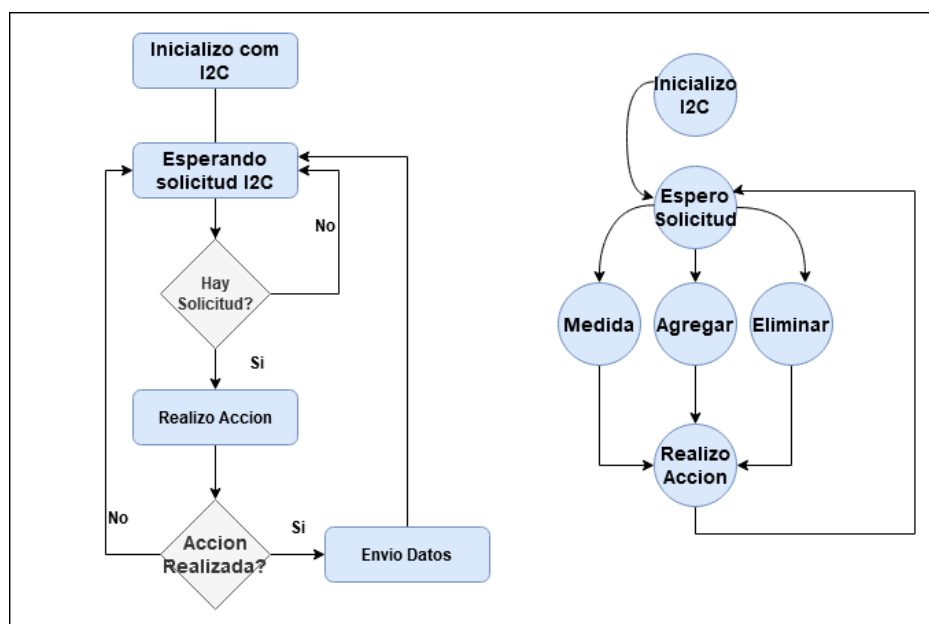 Inicializo com
I2C
Esperando
solicitud I2C
No
Hay
Solicitud?
Si
Realizo Accion
No
Accion
Realizada?
Si
Envio Datos
Inicializo
I2C
Espero
Solicitud
Medida
Agregar
Eliminar
Realizo
Accion